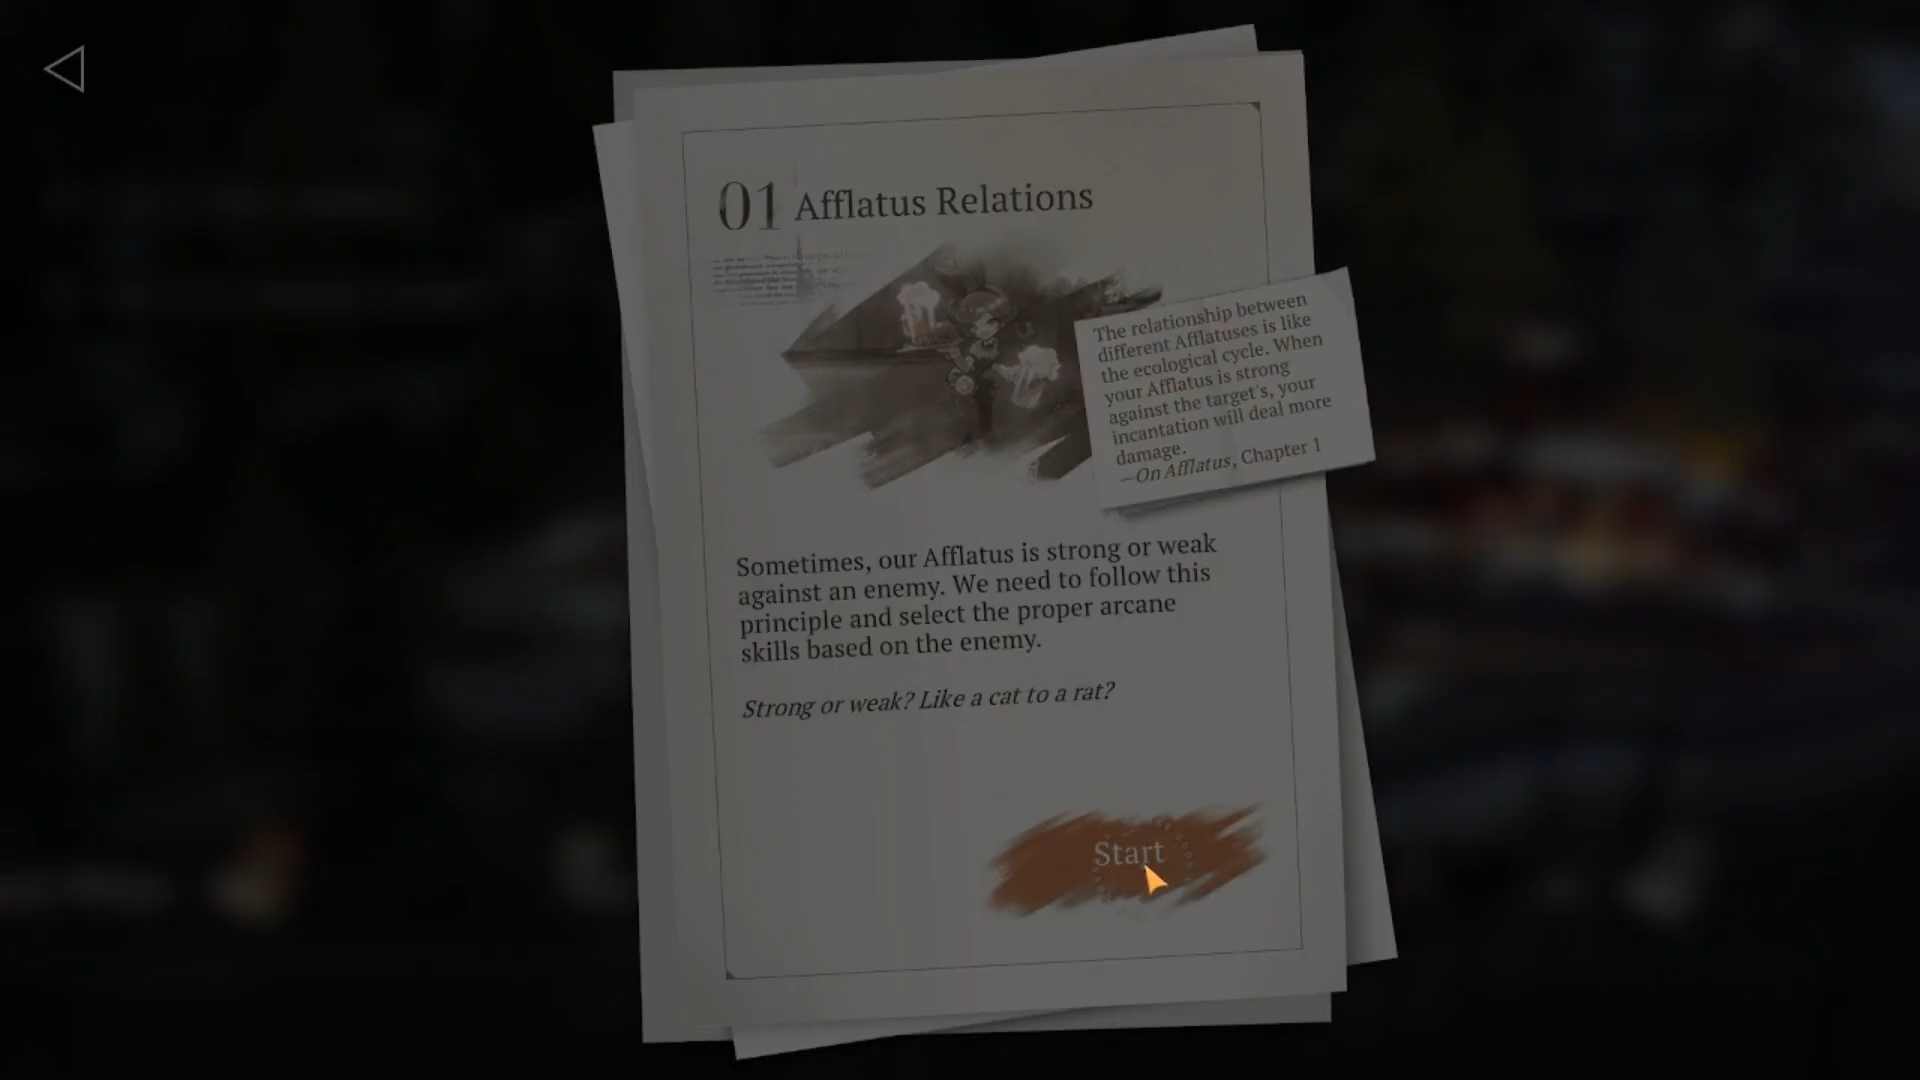 01 Afflatus Relations
The relationship between
different Afflatuses is like
the ecological cycle. When
your Afflatus is strong
against the target's, your
incantation will deal more
damage.
—On Afflatus, Chapter 1
Sometimes, our Afflatus is strong or weak
against an enemy. We need to follow this
principle and select the proper arcane
skills based on the enemy.
Strong or weak? Like a cat to a rat?
Start